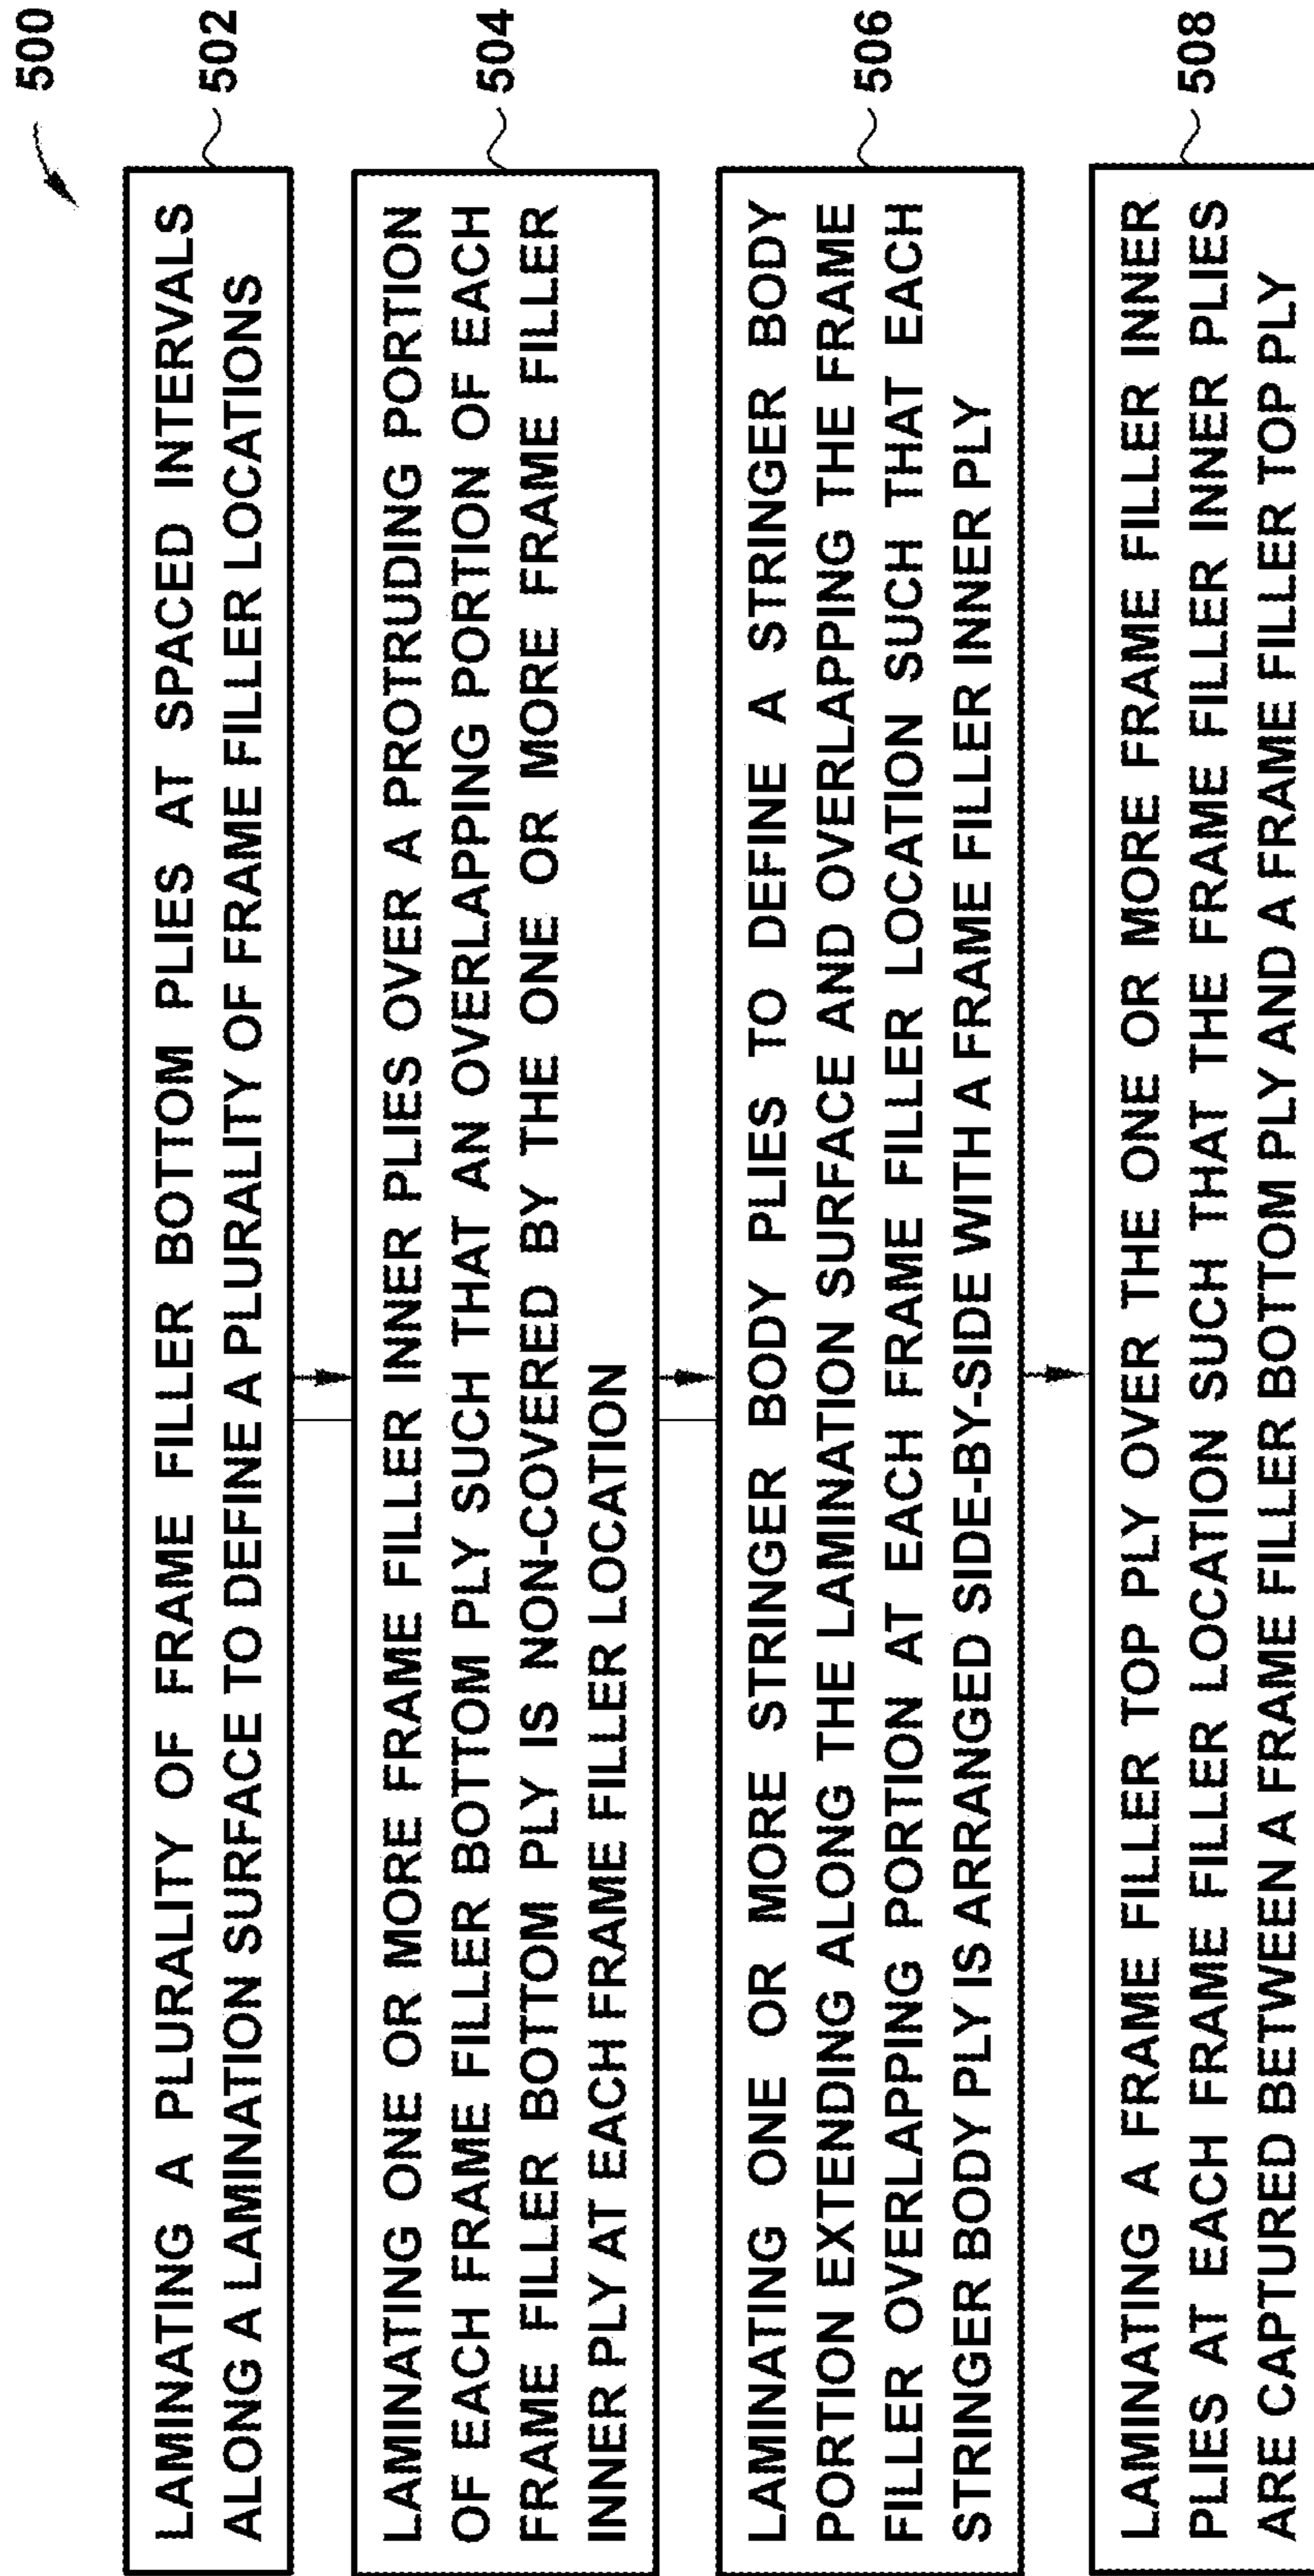 500
LAMINATING A PLURALITY OF FRAME FILLER BOTTOM PLIES AT SPACED INTERVALS
ALONG A LAMINATION SURFACE TO DEFINE A PLURALITY OF FRAME FILLER LOCATIONS
502
LAMINATING ONE OR MORE FRAME FILLER INNER PLIES OVER A PROTRUDING PORTION
OF EACH FRAME FILLER BOTTOM PLY SUCH THAT AN OVERLAPPING PORTION OF EACH
FRAME FILLER BOTTOM PLY IS NON-COVERED BY THE ONE OR MORE FRAME FILLER
INNER PLY AT EACH FRAME FILLER LOCATION
504
LAMINATING ONE OR MORE STRINGER BODY PLIES TO DEFINE A STRINGER BODY
PORTION EXTENDING ALONG THE LAMINATION SURFACE AND OVERLAPPING THE FRAME
FILLER OVERLAPPING PORTION AT EACH FRAME FILLER LOCATION SUCH THAT EACH
STRINGER BODY PLY IS ARRANGED SIDE-BY-SIDE WITH A FRAME FILLER INNER PLY
506
LAMINATING A FRAME FILLER TOP PLY OVER THE ONE OR MORE FRAME FILLER INNER
PLIES AT EACH FRAME FILLER LOCATION SUCH THAT THE FRAME FILLER INNER PLIES
ARE CAPTURED BETWEEN A FRAME FILLER BOTTOM PLY AND A FRAME FILLER TOP PLY
508